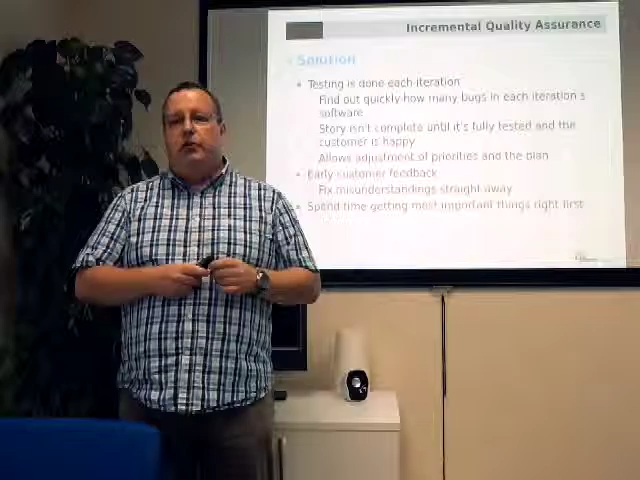 Incremental Quality Assurance
Solution
Testing is done each iteration
Find out quickly how many bugs in each iteration s
software
Story isn't complete until it's fully tested and the
customer is happy
Allows adjustment of priorities and the plan
Early customer feedback
Fix misunderstandings straight away
Spend time getting most important things right first